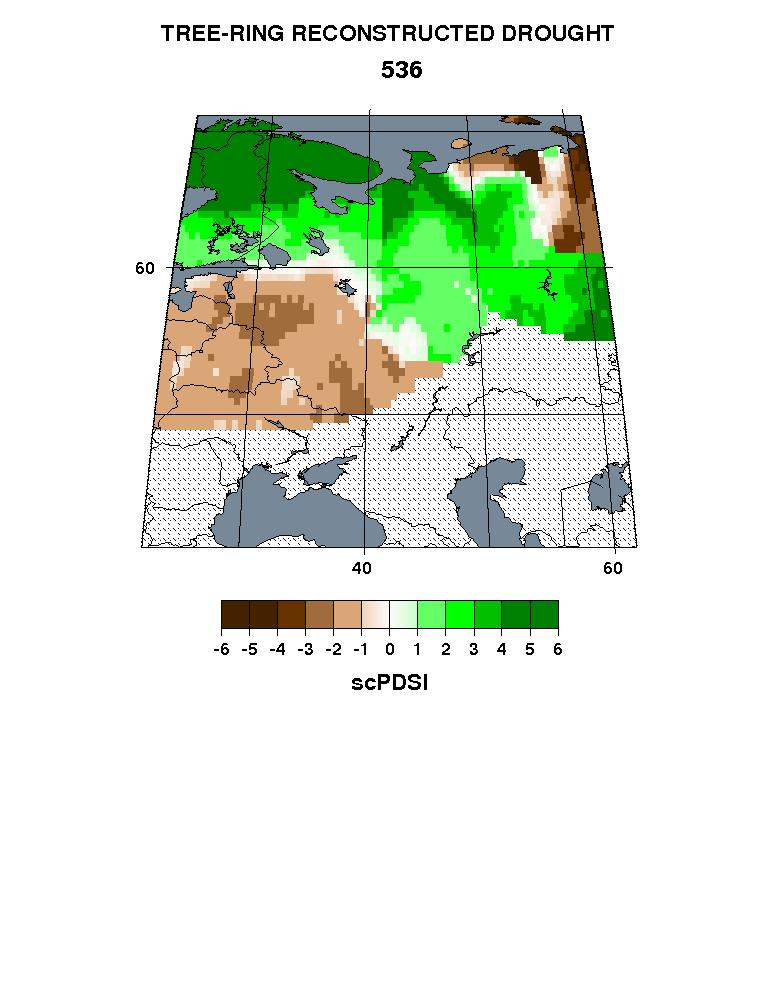 TREE-RING RECONSTRUCTED DROUGHT
536
60
40 60
-6 -5 -4 -3 -2 -1 0 1 2 3 4 5 6
scPDSI